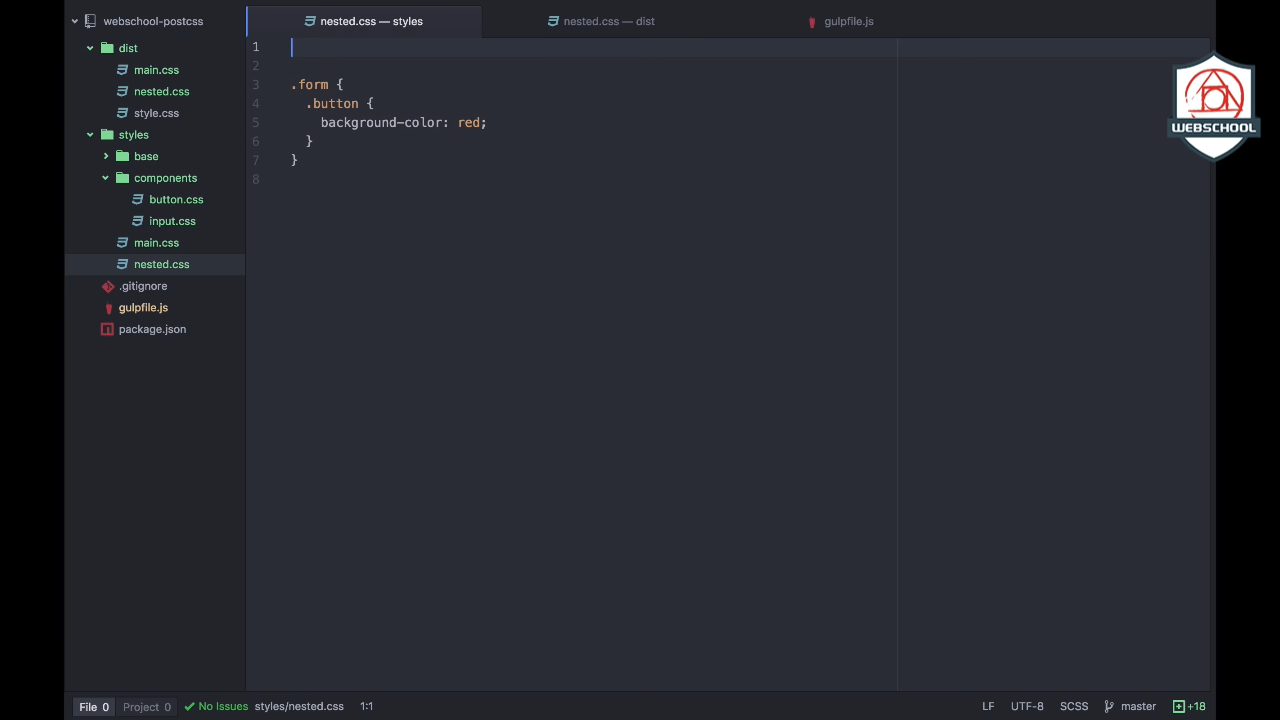 webschool-postcss
dist
main.css
nested.css
style.css
styles
base
components
button.css
input.css
main.css
nested.css
.gitignore
gulpfile.js
package.json
nested.css — styles
nested.css — dist
gulpfile.js
1
2
3 .form {
4 .button {
5 background-color: red;
6 }
7 }
8
WEBSCHOOL
File 0 Project 0 No Issues styles/nested.css 1:1 LF UTF-8 SCSS master +18